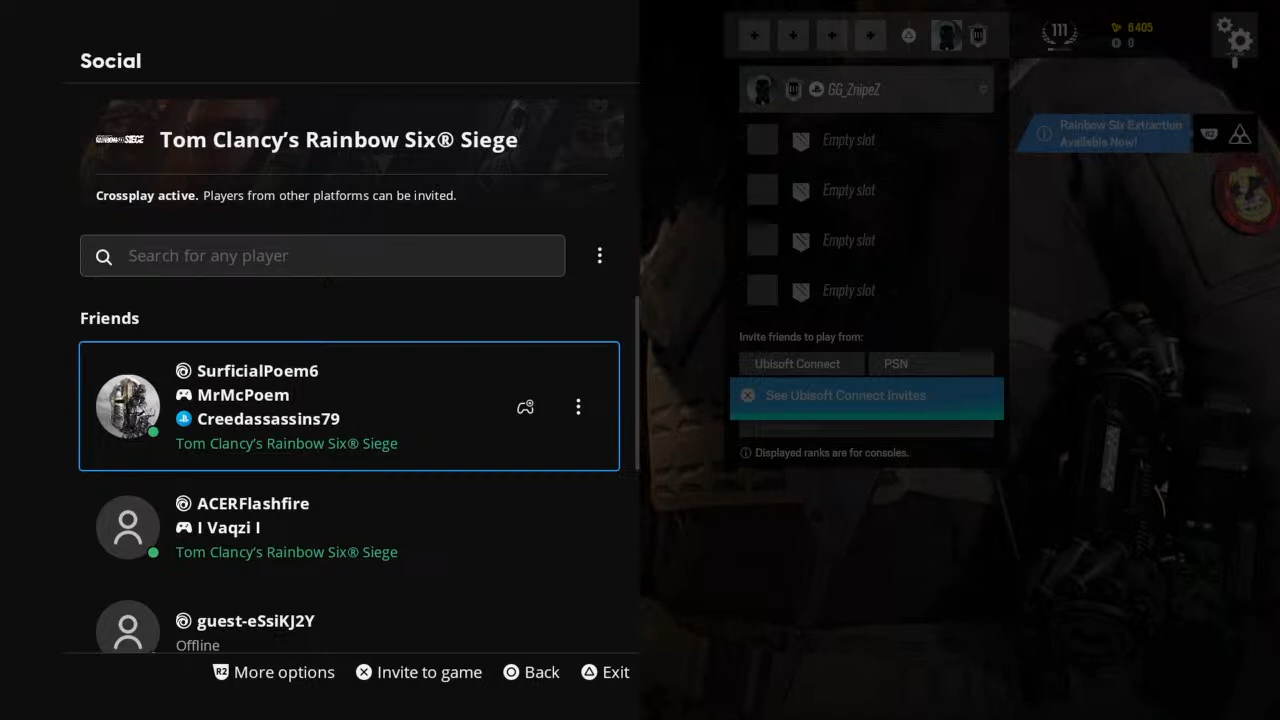 Social
Tom Clancy's Rainbow Six® Siege
Crossplay active. Players from other platforms can be invited.
Search for any player
Friends
SurficialPoem6
MrMcPoem
Creedassassins79
Tom Clancy's Rainbow Six® Siege
ACERFlashfire
I Vaqzi I
Tom Clancy's Rainbow Six® Siege
guest-eSsiKJ2Y
Offline
R2 More options
Invite to game
Back
Exit
111
6405
0
GG_ZnipeZ
Empty slot
Empty slot
Empty slot
Empty slot
Invite friends to play from:
Ubisoft Connect
PSN
See Ubisoft Connect Invites
Displayed ranks are for consoles.
Rainbow Six Extraction
Available Now!
R2